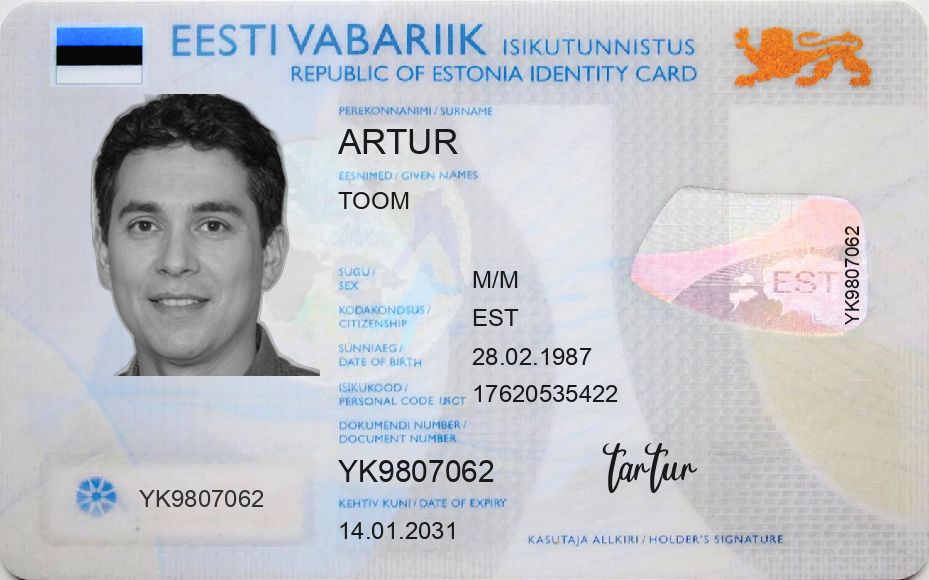 EESTI VABARIIK ISIKUTUNNISTUS
REPUBLIC OF ESTONIA IDENTITY CARD
PEREKONNANIMI / SURNAME
ARTUR
EESNIMED / GIVEN NAMES
TOOM
SUGU /
SEX
M/M
KODAKONDSUS /
CITIZENSHIP
EST
SÜNNIAEG /
DATE OF BIRTH
28.02.1987
ISIKUKOOD /
PERSONAL CODE
17620535422
DOKUMENDI NUMBER /
DOCUMENT NUMBER
YK9807062
KEHTIV KUNI / DATE OF EXPIRY
14.01.2031
YK9807062
EST
YK9807062
tartur
KASUTAJA ALLKIRI / HOLDER'S SIGNATURE